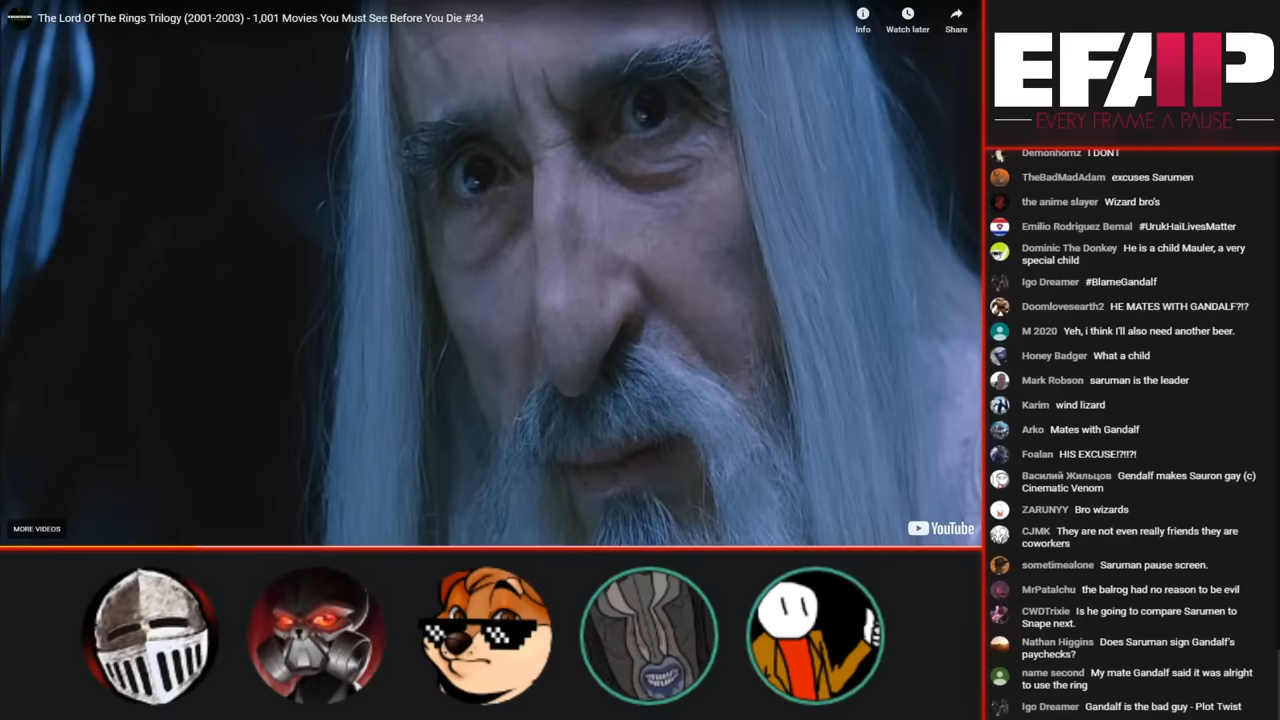 The Lord Of The Rings Trilogy (2001-2003) - 1,001 Movies You Must See Before You Die #34
Info
Watch later
Share
MORE VIDEOS
YouTube
EFAP
EVERY FRAME A PAUSE
Demonhornz I DONT
TheBadMadAdam excuses Sarumen
the anime slayer Wizard bro's
Emilio Rodriguez Bernal #UrukHaiLivesMatter
Dominic The Donkey He is a child Mauler, a very
special child
Igo Dreamer #BlameGandalf
Doomlovesearth2 HE MATES WITH GANDALF?!?
M 2020 Yeh, i think I'll also need another beer.
Honey Badger What a child
Mark Robson saruman is the leader
Karim wind lizard
Arko Mates with Gandalf
Foalan HIS EXCUSE!?!!?!
Василий Жильцов Gendalf makes Sauron gay (c)
Cinematic Venom
ZARUNYY Bro wizards
CJMK They are not even really friends they are
coworkers
sometimealone Saruman pause screen.
MrPatalchu the balrog had no reason to be evil
CWDTrixie Is he going to compare Sarumen to
Snape next.
Nathan Higgins Does Saruman sign Gandalf's
paychecks?
name second My mate Gandalf said it was alright
to use the ring
Igo Dreamer Gandalf is the bad guy - Plot Twist